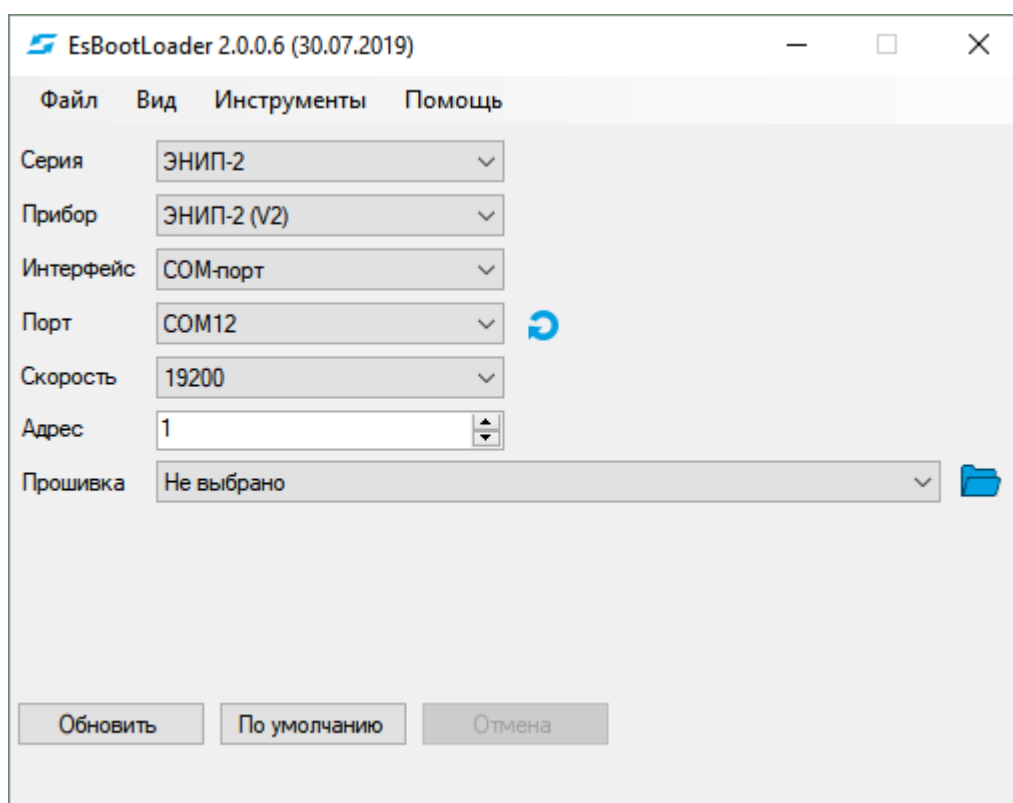 EsBootLoader 2.0.0.6 (30.07.2019)
Файл Вид Инструменты Помощь
Серия ЭНИП-2
Прибор ЭНИП-2 (V2)
Интерфейс COM-порт
Порт COM12
Скорость 19200
Адрес 1
Прошивка Не выбрано
Обновить По умолчанию Отмена